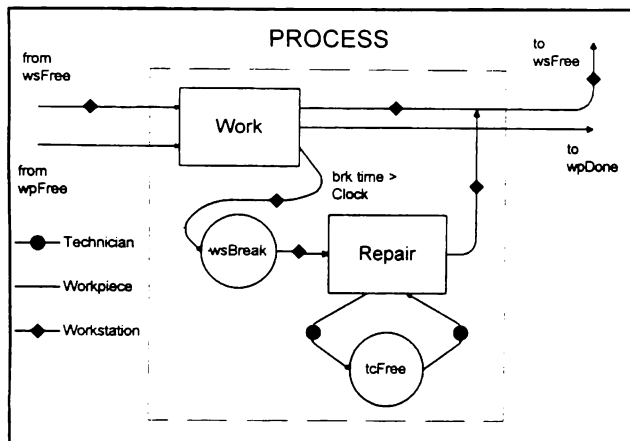 PROCESS
from
wsFree
to
wsFree
Work
from
wpFree
to
wpDone
brk time >
Clock
wsBreak
Repair
Technician
Workpiece
Workstation
tcFree